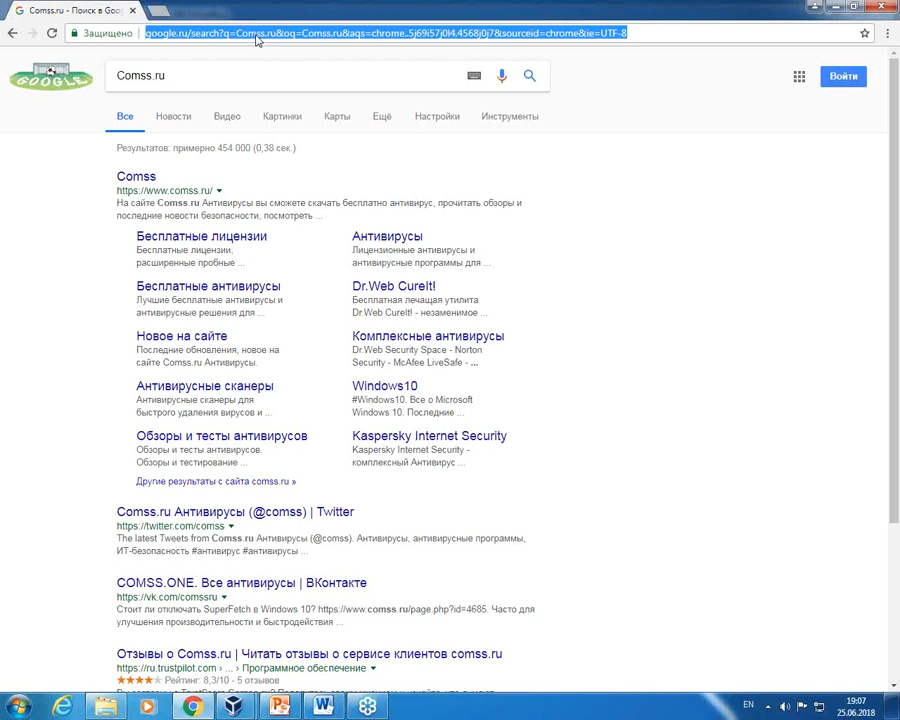 Comss.ru - Поиск в Goo
Защищено
google.ru/search?q=Comss.ru&oq=Comss.ru&aqs=chrome..5j69i57j0l4.4568j0j7&sourceid=chrome&ie=UTF-8
GOOGLE
Comss.ru
Войти
Все Новости Видео Картинки Карты Ещё Настройки Инструменты
Результатов: примерно 454 000 (0,38 сек.)
Comss
https://www.comss.ru/
На сайте Comss.ru Антивирусы вы сможете скачать бесплатно антивирус, прочитать обзоры и
последние новости безопасности, посмотреть ...
Бесплатные лицензии
Бесплатные лицензии,
расширенные пробные ...
Антивирусы
Лицензионные антивирусы и
антивирусные программы для ...
Бесплатные антивирусы
Лучшие бесплатные антивирусы и
антивирусные решения для ...
Dr.Web CureIt!
Бесплатная лечащая утилита
Dr.Web CureIt! - незаменимое ...
Новое на сайте
Последние обновления, новое на
сайте Comss.ru Антивирусы.
Комплексные антивирусы
Dr.Web Security Space - Norton
Security - McAfee LiveSafe - ...
Антивирусные сканеры
Антивирусные сканеры для
быстрого удаления вирусов и ...
Windows10
#Windows10. Все о Microsoft
Windows 10. Последние ...
Обзоры и тесты антивирусов
Обзоры и тесты антивирусов.
Обзоры и тестирование ...
Kaspersky Internet Security
Kaspersky Internet Security -
комплексный Антивирус ...
Другие результаты с сайта comss.ru »
Comss.ru Антивирусы (@comss) | Twitter
https://twitter.com/comss
The latest Tweets from Comss.ru Антивирусы (@comss). Антивирусы, антивирусные программы,
ИТ-безопасность #антивирус #антивирусы ...
COMSS.ONE. Все антивирусы | ВКонтакте
https://vk.com/comssru
Стоит ли отключать SuperFetch в Windows 10? https://www.comss.ru/page.php?id=4685. Часто для
улучшения производительности и быстродействия ...
Отзывы о Comss.ru | Читать отзывы о сервисе клиентов comss.ru
https://ru.trustpilot.com › ... › Программное обеспечение
Рейтинг: 8,3/10 - 5 отзывов
EN
19:07
25.06.2018